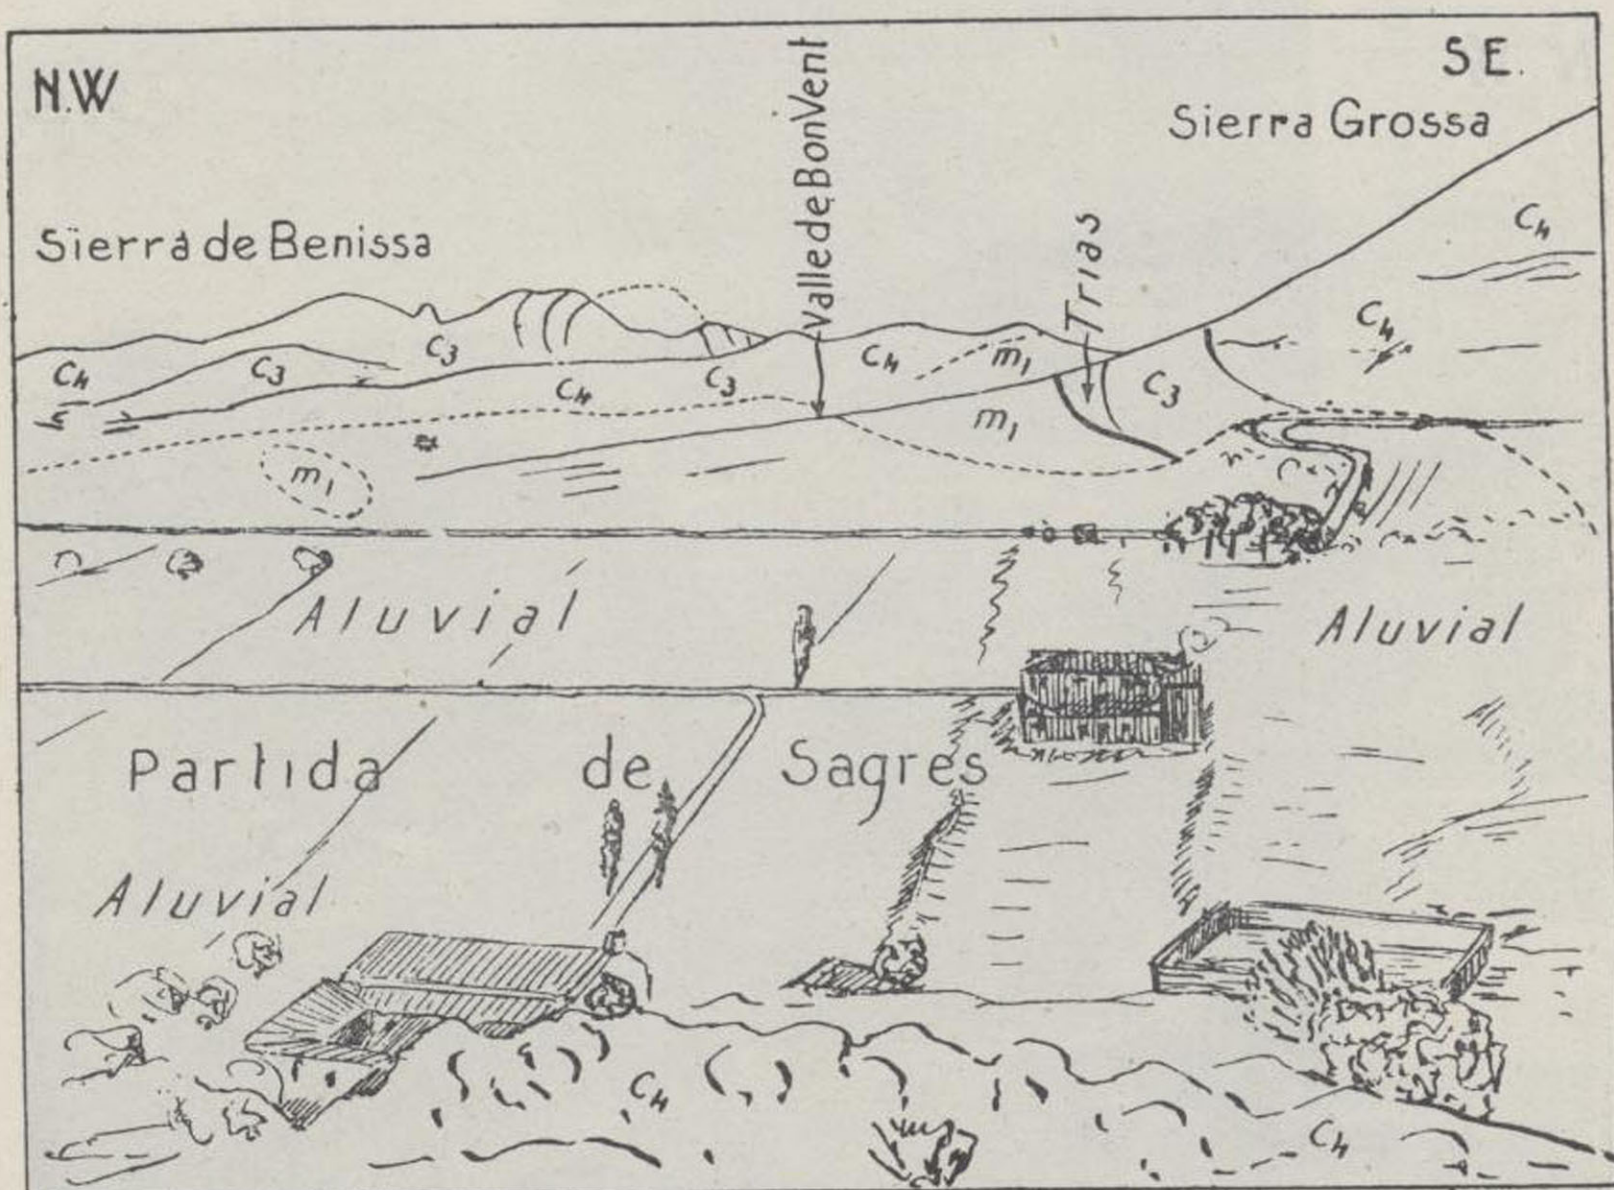 N.W
S E.
Sierra Grossa
Valle de Bon Vent
Sierra de Benissa
Trias
C4
C4
C4
C3
C3
C4
C3
C4
m1
C3
m1
m1
Aluvial
Aluvial
Partida de Sagres
Aluvial
C4
C4